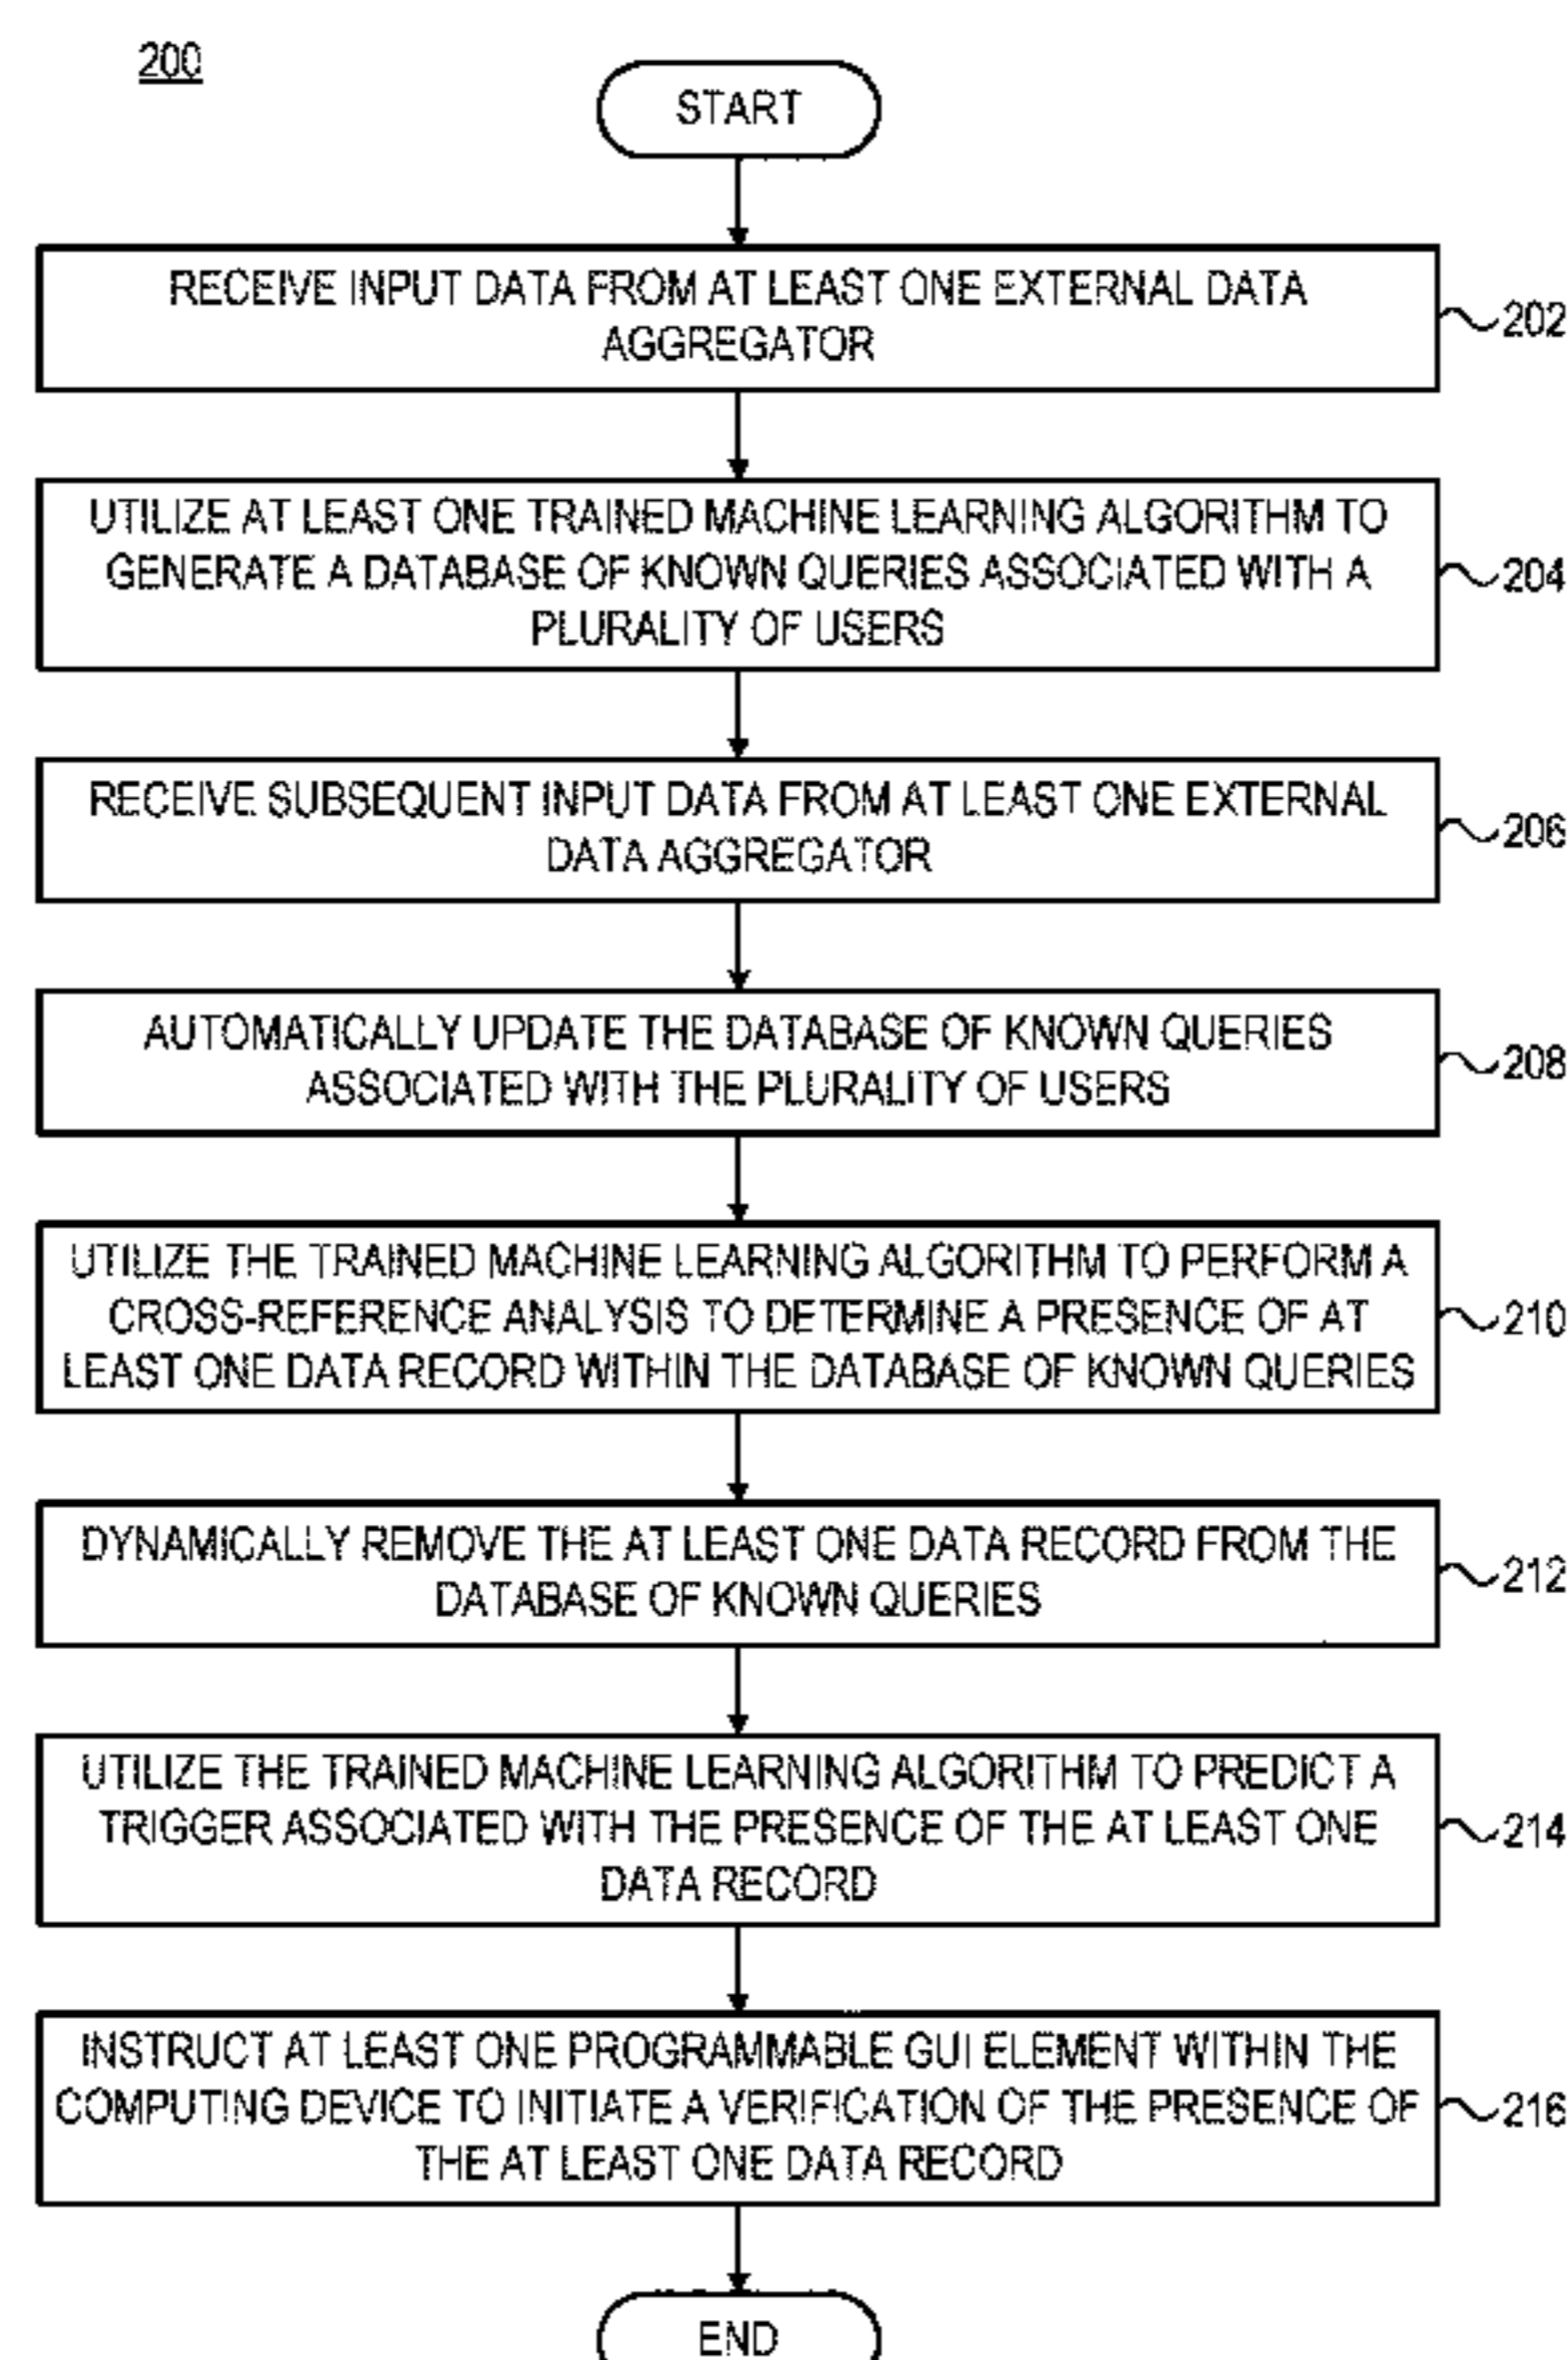 200
START
RECEIVE INPUT DATA FROM AT LEAST ONE EXTERNAL DATA
AGGREGATOR
202
UTILIZE AT LEAST ONE TRAINED MACHINE LEARNING ALGORITHM TO
GENERATE A DATABASE OF KNOWN QUERIES ASSOCIATED WITH A
PLURALITY OF USERS
204
RECEIVE SUBSEQUENT INPUT DATA FROM AT LEAST ONE EXTERNAL
DATA AGGREGATOR
206
AUTOMATICALLY UPDATE THE DATABASE OF KNOWN QUERIES
ASSOCIATED WITH THE PLURALITY OF USERS
208
UTILIZE THE TRAINED MACHINE LEARNING ALGORITHM TO PERFORM A
CROSS-REFERENCE ANALYSIS TO DETERMINE A PRESENCE OF AT
LEAST ONE DATA RECORD WITHIN THE DATABASE OF KNOWN QUERIES
210
DYNAMICALLY REMOVE THE AT LEAST ONE DATA RECORD FROM THE
DATABASE OF KNOWN QUERIES
212
UTILIZE THE TRAINED MACHINE LEARNING ALGORITHM TO PREDICT A
TRIGGER ASSOCIATED WITH THE PRESENCE OF THE AT LEAST ONE
DATA RECORD
214
INSTRUCT AT LEAST ONE PROGRAMMABLE GUI ELEMENT WITHIN THE
COMPUTING DEVICE TO INITIATE A VERIFICATION OF THE PRESENCE OF
THE AT LEAST ONE DATA RECORD
216
END